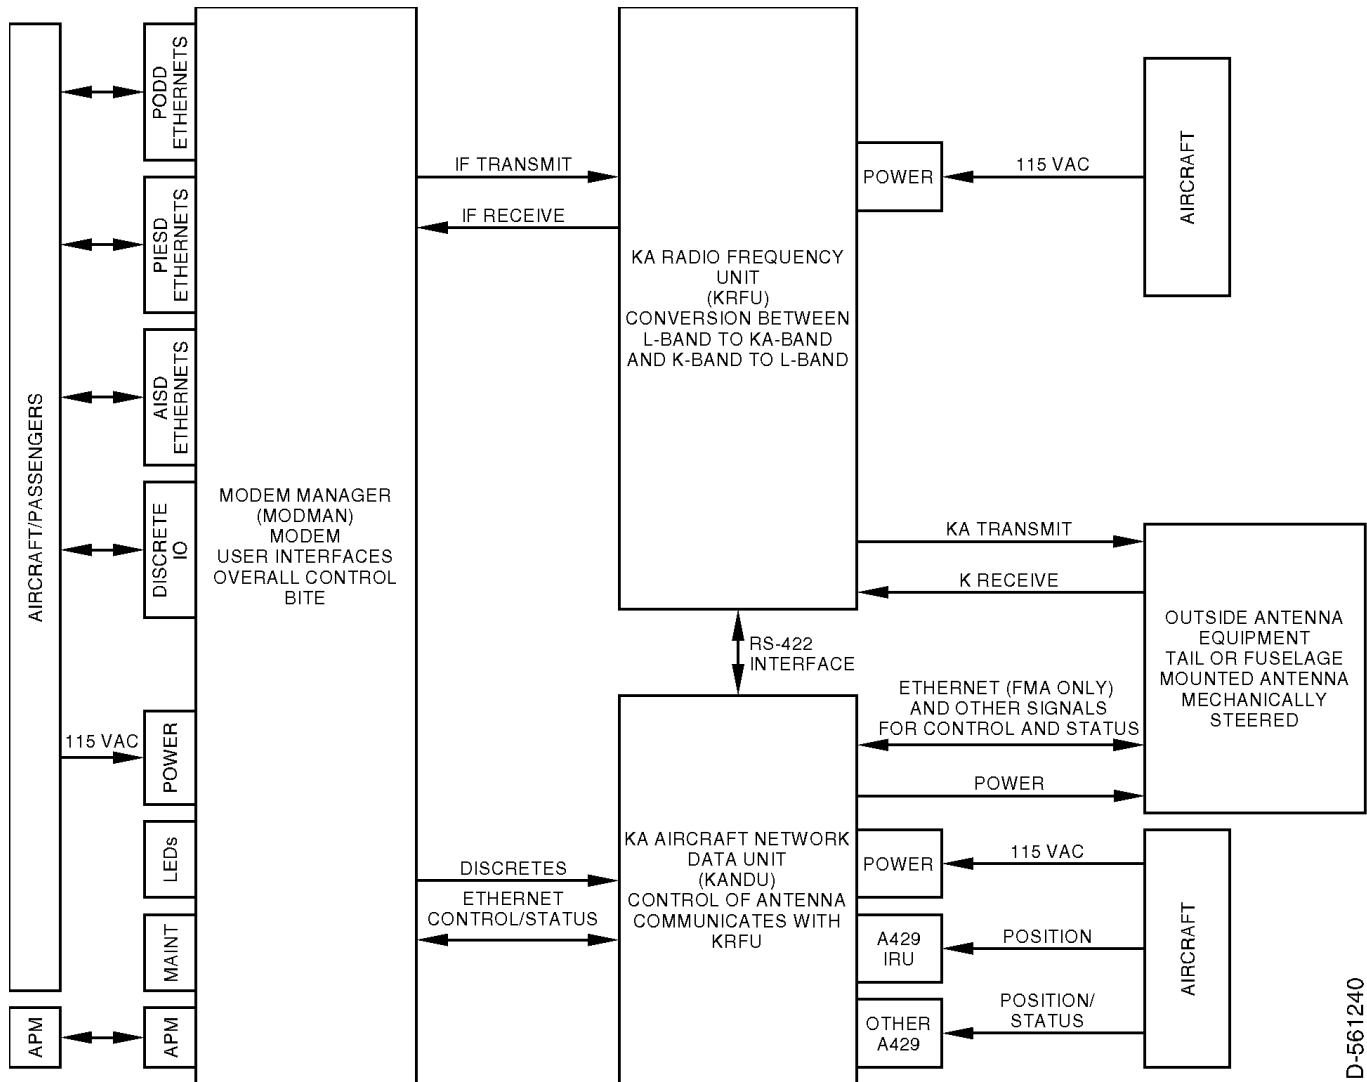 AIRCRAFT/PASSENGERS
APM
PODD
ETHERNETS
PIESD
ETHERNETS
AISD
ETHERNETS
DISCRETE
IO
115 VAC
POWER
LEDs
MAINT
APM
MODEM MANAGER
(MODMAN)
MODEM
USER INTERFACES
OVERALL CONTROL
BITE
IF TRANSMIT
IF RECEIVE
DISCRETES
ETHERNET
CONTROL/STATUS
KA RADIO FREQUENCY
UNIT
(KRFU)
CONVERSION BETWEEN
L-BAND TO KA-BAND
AND K-BAND TO L-BAND
RS-422
INTERFACE
KA AIRCRAFT NETWORK
DATA UNIT
(KANDU)
CONTROL OF ANTENNA
COMMUNICATES WITH
KRFU
POWER
115 VAC
AIRCRAFT
KA TRANSMIT
K RECEIVE
ETHERNET (FMA ONLY)
AND OTHER SIGNALS
FOR CONTROL AND STATUS
POWER
OUTSIDE ANTENNA
EQUIPMENT
TAIL OR FUSELAGE
MOUNTED ANTENNA
MECHANICALLY
STEERED
POWER
115 VAC
A429
IRU
POSITION
OTHER
A429
POSITION/
STATUS
AIRCRAFT
D-561240